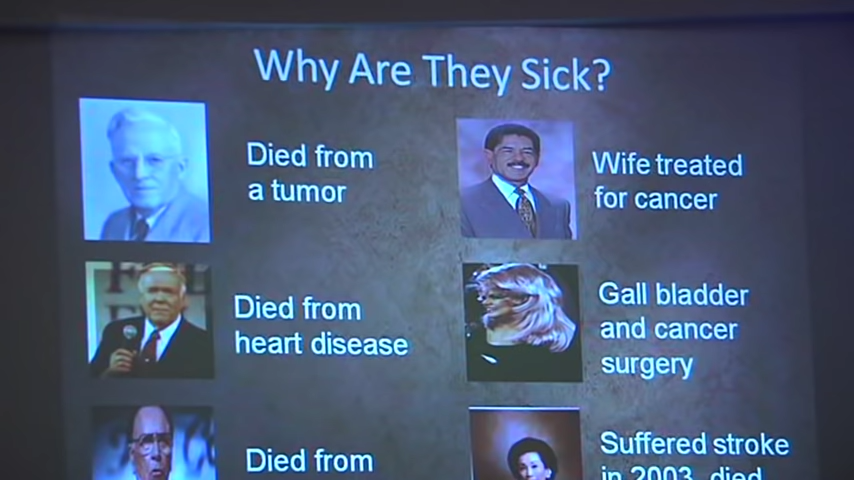 Why Are They Sick?
Died from
a tumor
Wife treated
for cancer
Died from
heart disease
Gall bladder
and cancer
surgery
Died from
Suffered stroke
in 2003, died